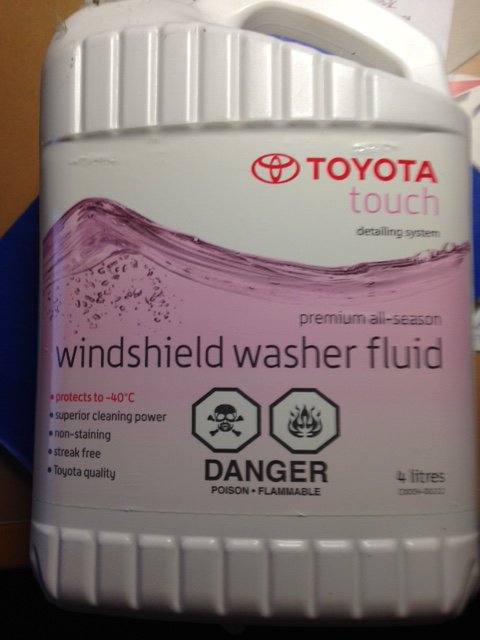 TOYOTA
touch
detailing system
premium all-season
windshield washer fluid
• protects to -40°C
• superior cleaning power
• non-staining
• streak free
• Toyota quality
DANGER
POISON • FLAMMABLE
4 litres